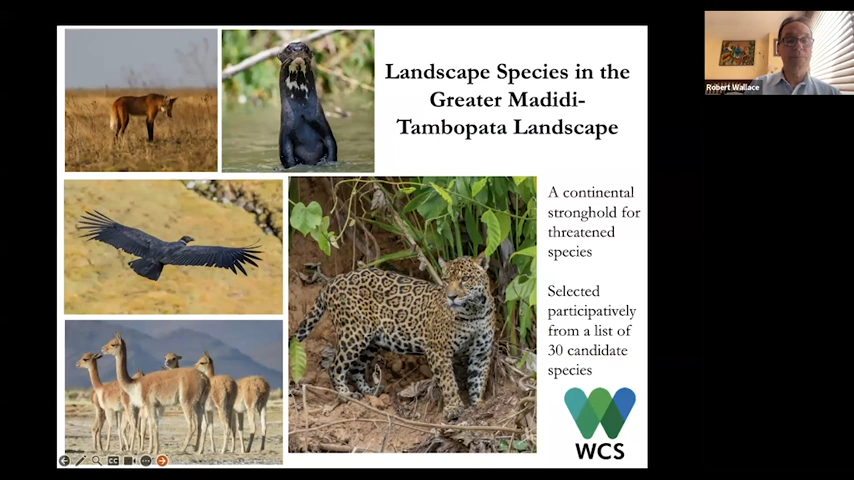 Landscape Species in the
Greater Madidi-
Tambopata Landscape
Robert Wallace
A continental
stronghold for
threatened
species
Selected
participatively
from a list of
30 candidate
species
WCS
CC